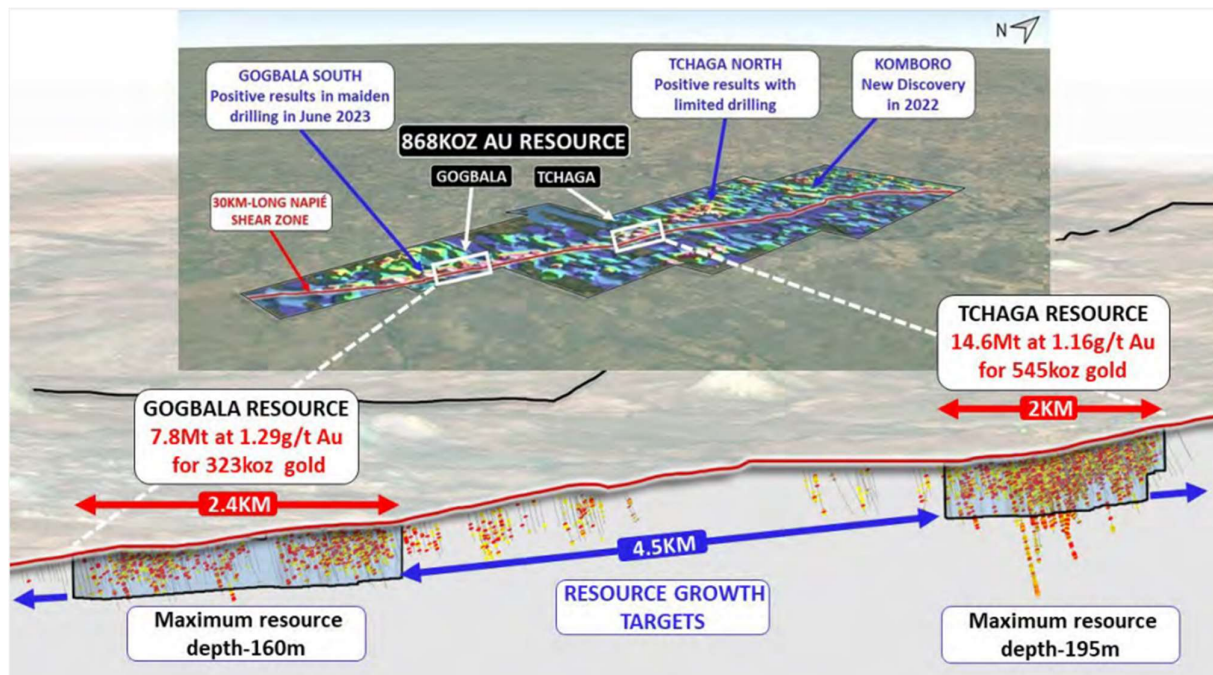 N
GOGBALA SOUTH
Positive results in maiden
drilling in June 2023
TCHAGA NORTH
Positive results with
limited drilling
KOMBORO
New Discovery
in 2022
868KOZ AU RESOURCE
GOGBALA
TCHAGA
30KM-LONG NAPIÉ
SHEAR ZONE
TCHAGA RESOURCE
14.6Mt at 1.16g/t Au
for 545koz gold
2KM
GOGBALA RESOURCE
7.8Mt at 1.29g/t Au
for 323koz gold
2.4KM
4.5KM
RESOURCE GROWTH
TARGETS
Maximum resource
depth-160m
Maximum resource
depth-195m